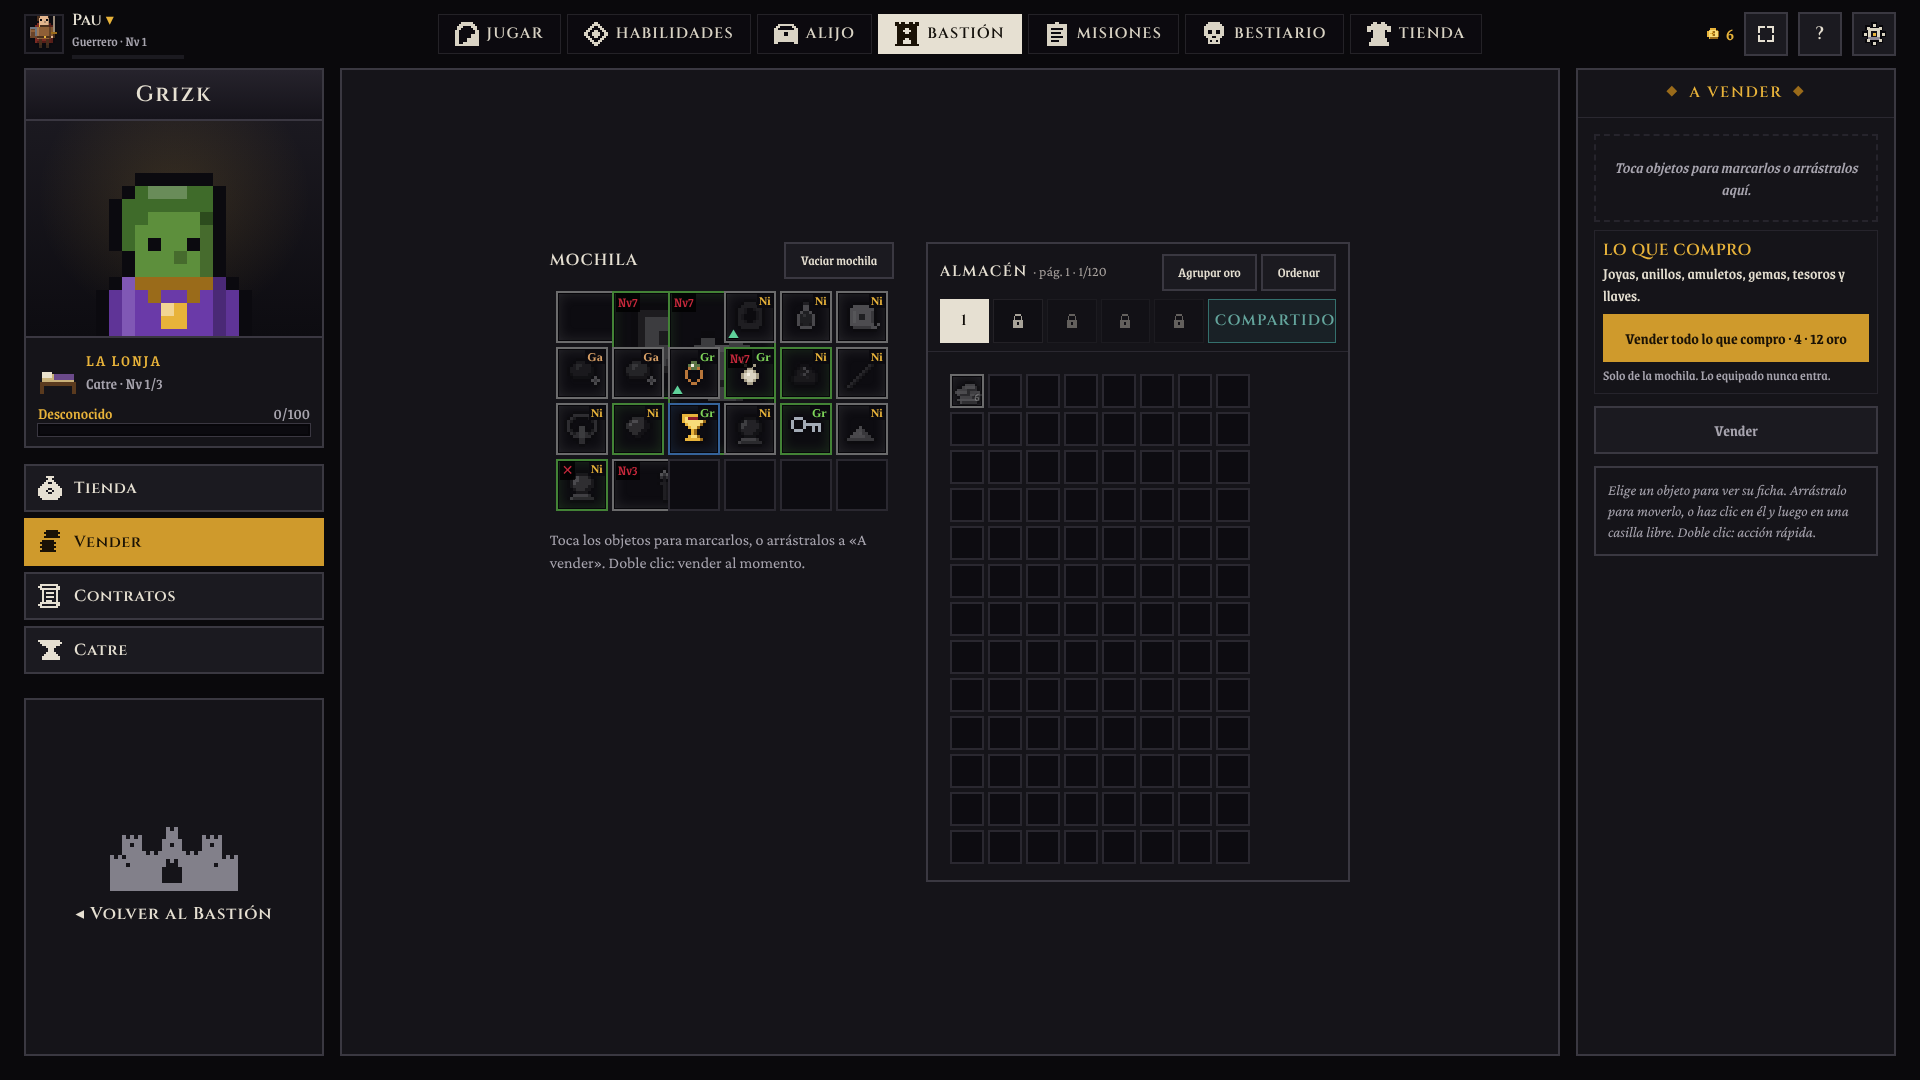 Pau ▾
Guerrero · Nv 1
JUGAR
HABILIDADES
ALIJO
BASTIÓN
MISIONES
BESTIARIO
TIENDA
6
?
Grizk
LA LONJA
Catre · Nv 1/3
Desconocido 0/100
Tienda
Vender
Contratos
Catre
◂ Volver al Bastión
MOCHILA
Vaciar mochila
Nv7 Nv7 Ni Ni Ni
Ga Ga Gr Nv7 Gr Ni Ni
Ni Ni Gr Ni Gr Ni
✕ Ni Nv3
Toca los objetos para marcarlos, o arrástralos a «A
vender». Doble clic: vender al momento.
ALMACÉN · pág. 1 · 1/120
Agrupar oro
Ordenar
1
COMPARTIDO
6
◆ A VENDER ◆
Toca objetos para marcarlos o arrástralos
aquí.
LO QUE COMPRO
Joyas, anillos, amuletos, gemas, tesoros y
llaves.
Vender todo lo que compro · 4 · 12 oro
Solo de la mochila. Lo equipado nunca entra.
Vender
Elige un objeto para ver su ficha. Arrástralo
para moverlo, o haz clic en él y luego en una
casilla libre. Doble clic: acción rápida.